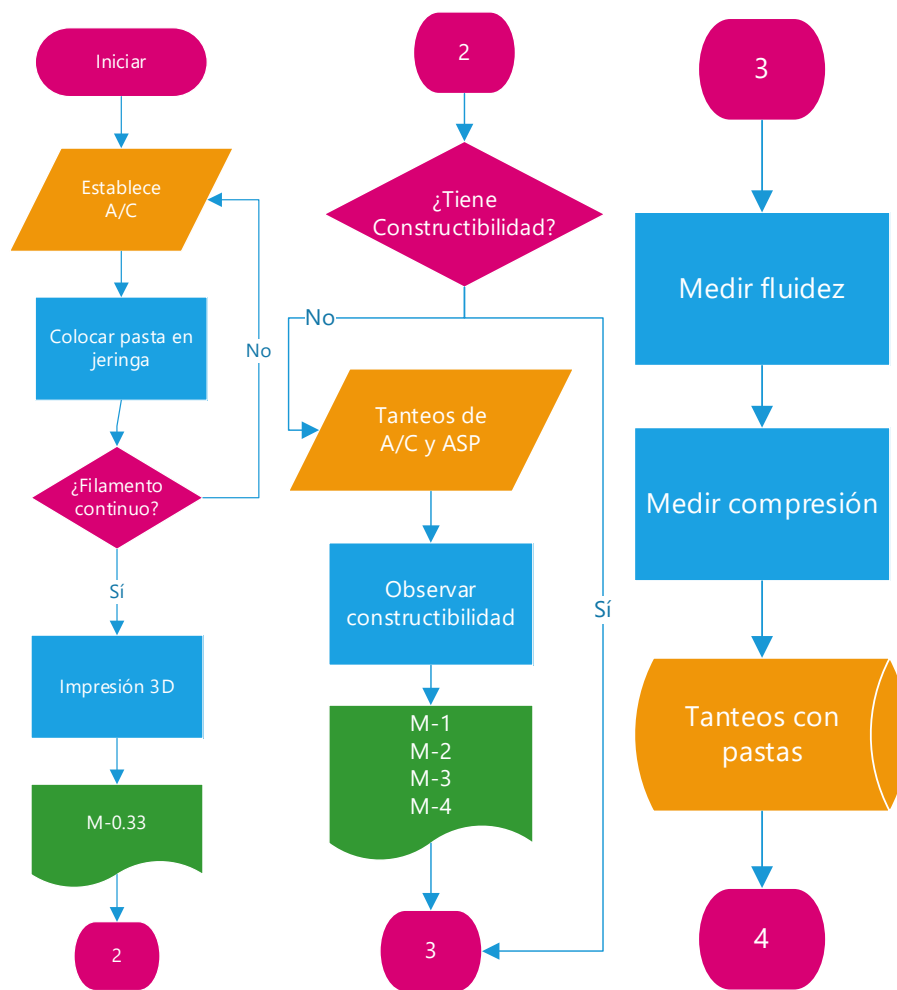 Iniciar
Establece
A/C
Colocar pasta en
jeringa
¿Filamento
continuo?
No
Sí
Impresión 3D
M-0.33
2
2
¿Tiene
Constructibilidad?
No
Sí
Tanteos de
A/C y ASP
Observar
constructibilidad
M-1
M-2
M-3
M-4
3
3
Medir fluidez
Medir compresión
Tanteos con
pastas
4